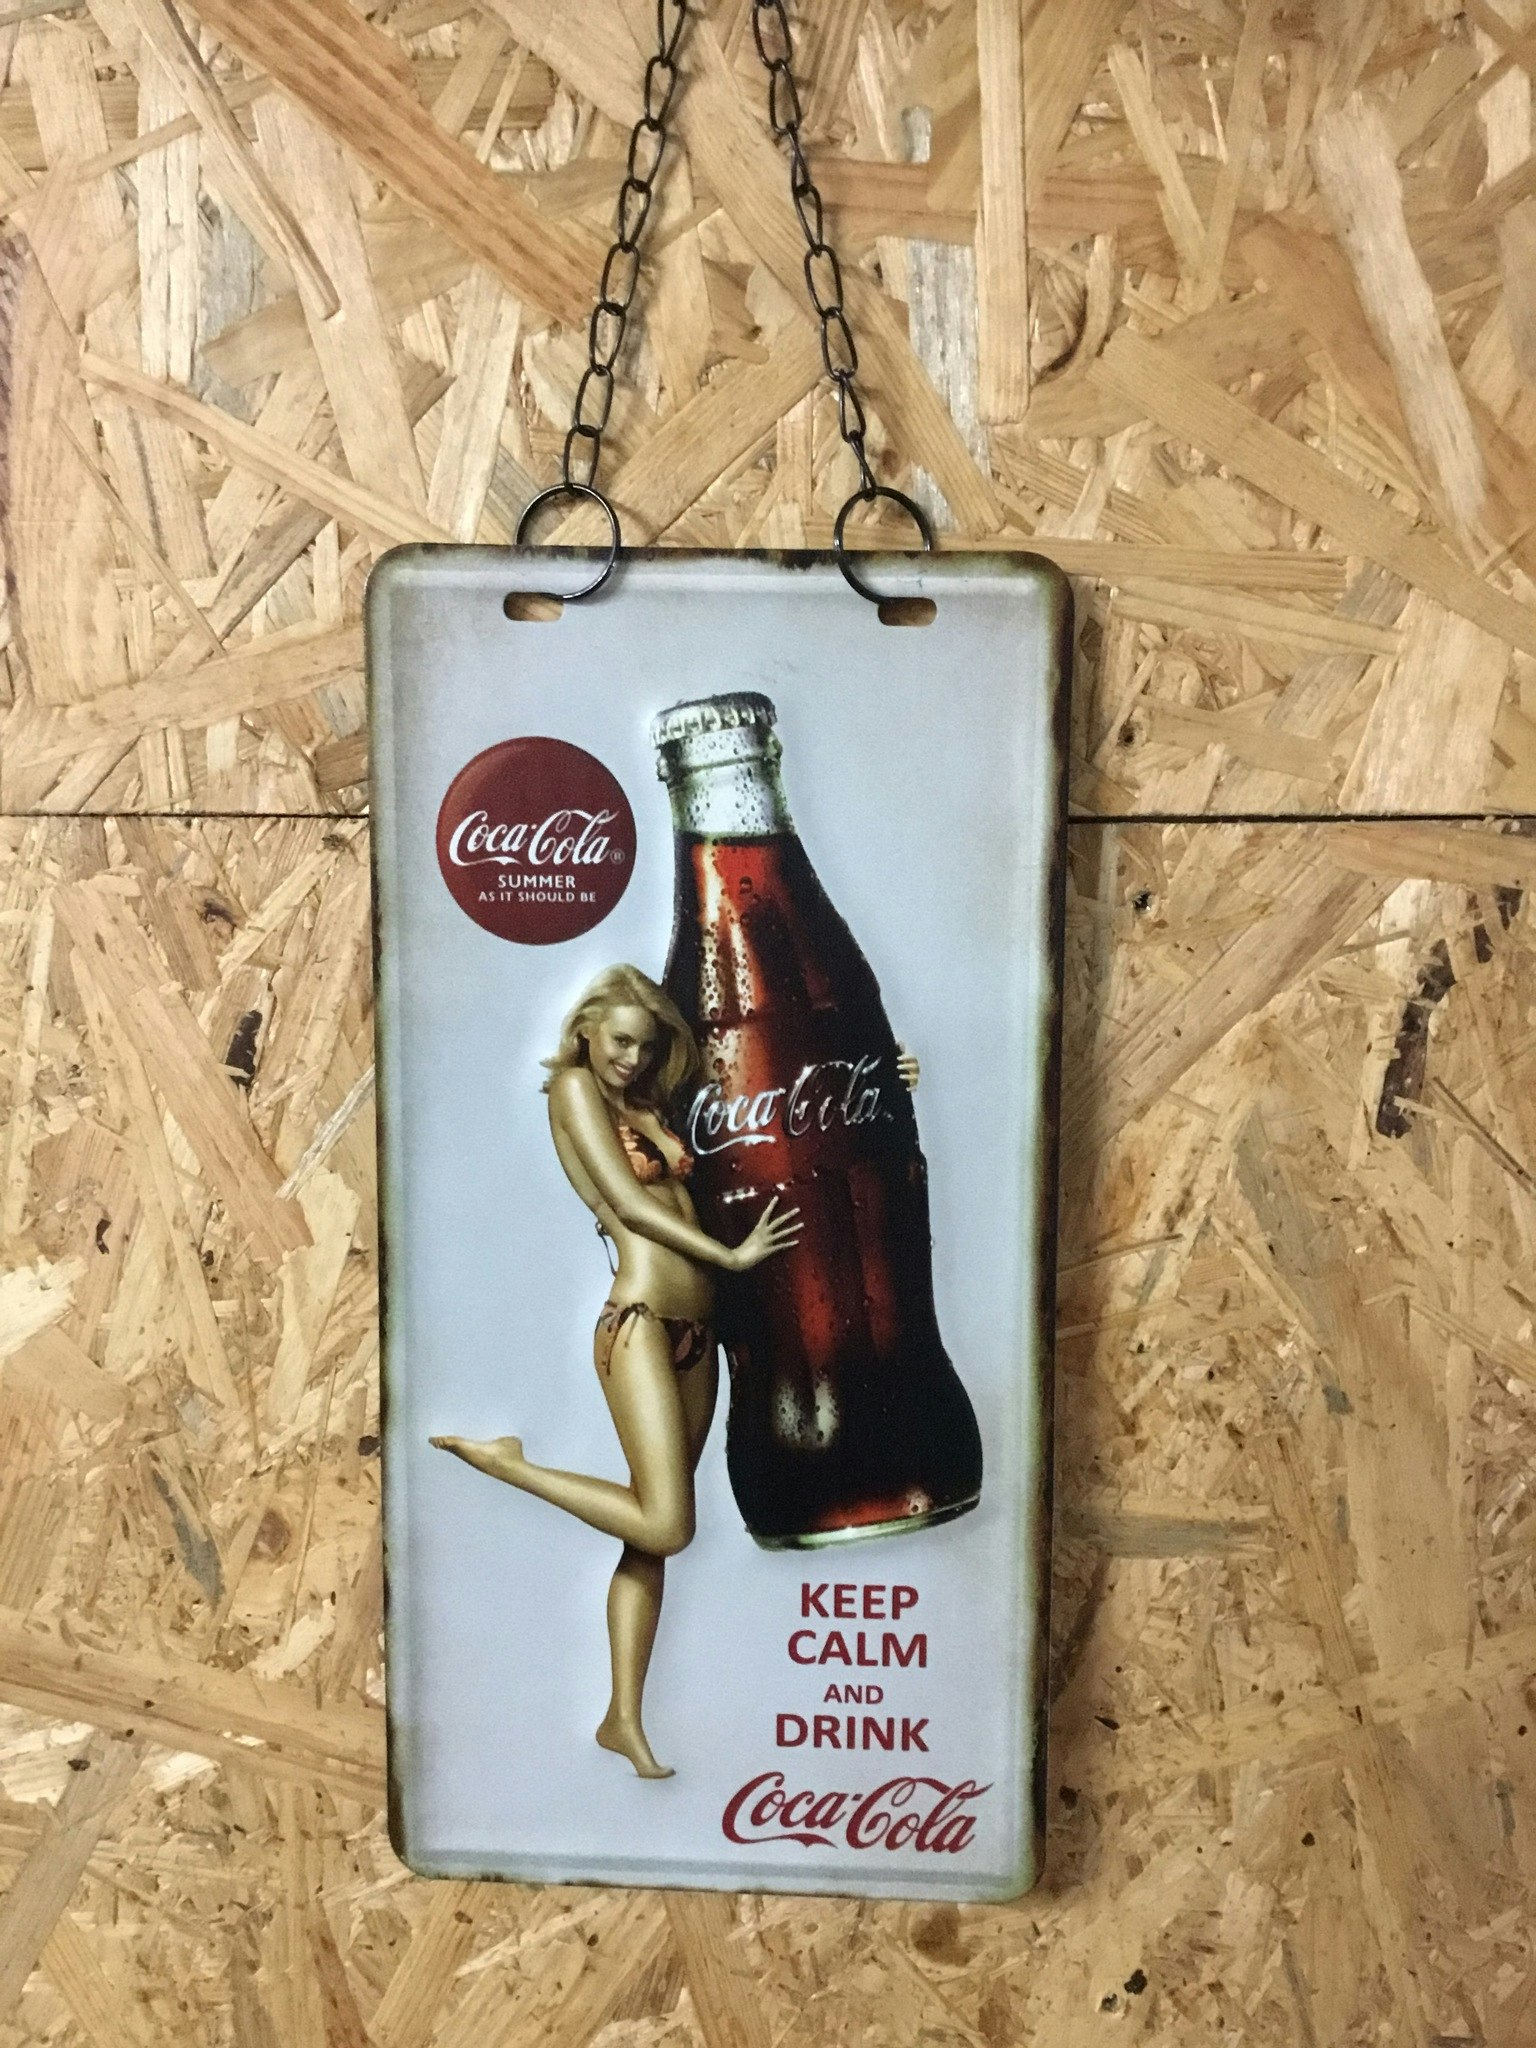 Coca-Cola®
SUMMER
AS IT SHOULD BE
Coca-Cola
KEEP
CALM
AND
DRINK
Coca-Cola